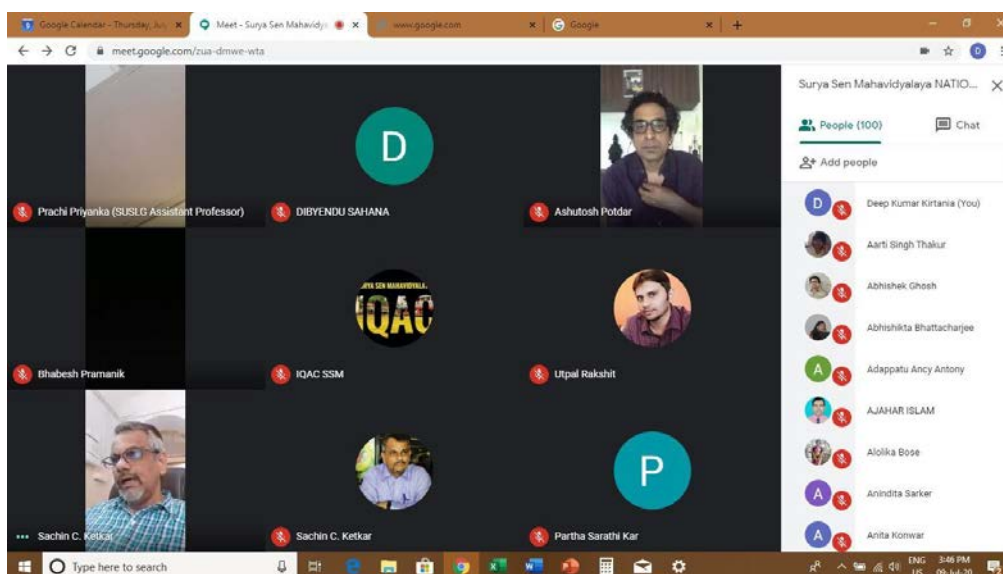 Google Calendar - Thursday, Jul
Meet - Surya Sen Mahavidya
www.google.com
Google
meet.google.com/zua-dmwe-wta
D
Surya Sen Mahavidyalaya NATIO...
People (100)
Chat
Add people
D
Prachi Priyanka (SUSLG Assistant Professor)
DIBYENDU SAHANA
Ashutosh Potdar
IQAC
Bhabesh Pramanik
IQAC SSM
Utpal Rakshit
P
Sachin C. Ketkar
Sachin C. Ketkar
Partha Sarathi Kar
D
Deep Kumar Kirtania (You)
Aarti Singh Thakur
Abhishek Ghosh
Abhishikta Bhattacharjee
A
Adappatu Ancy Antony
AJAHAR ISLAM
Alolika Bose
A
Anindita Sarker
A
Anita Konwar
Type here to search
ENG
US
3:46 PM
09-Jul-20